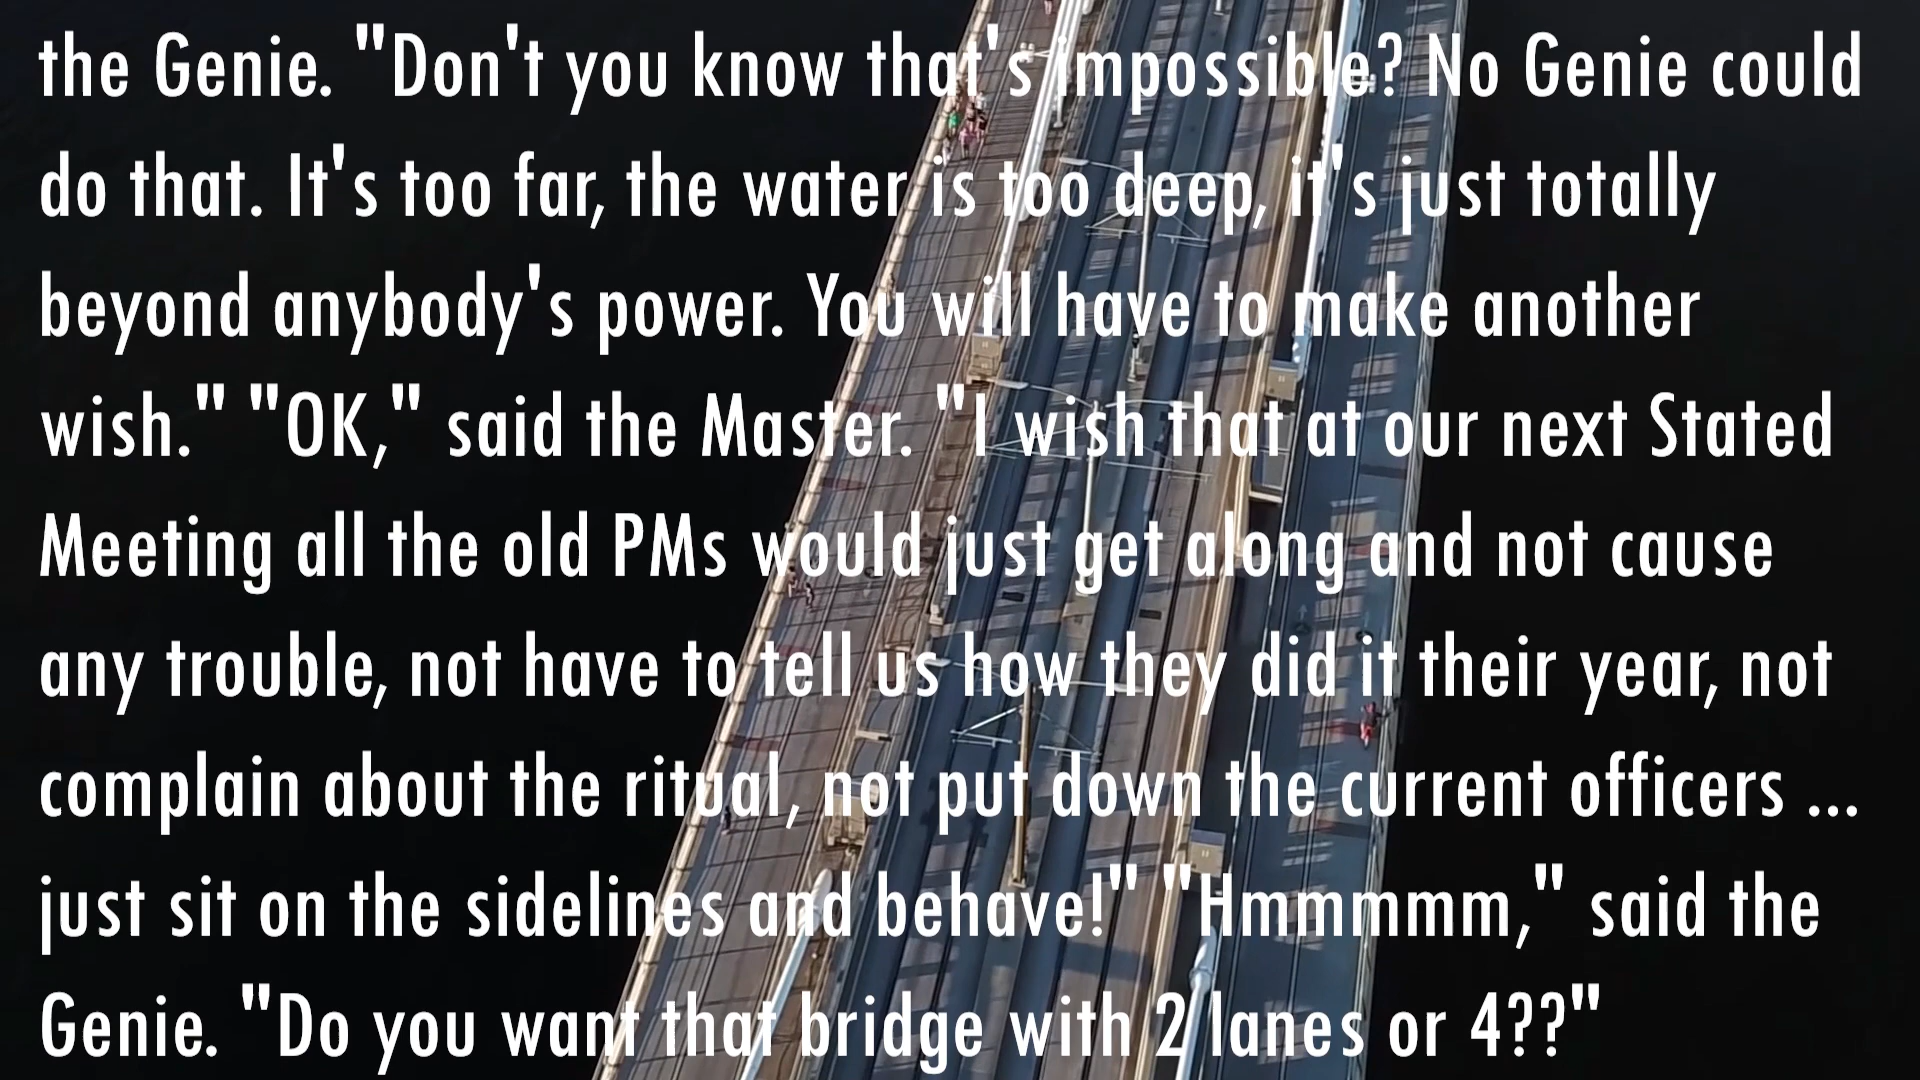 the Genie. "Don't you know that's impossible? No Genie could
do that. It's too far, the water is too deep, it's just totally
beyond anybody's power. You will have to make another
wish." "OK," said the Master. "I wish that at our next Stated
Meeting all the old PMs would just get along and not cause
any trouble, not have to tell us how they did it their year, not
complain about the ritual, not put down the current officers ...
just sit on the sidelines and behave!" "Hmmmmm," said the
Genie. "Do you want that bridge with 2 lanes or 4??"